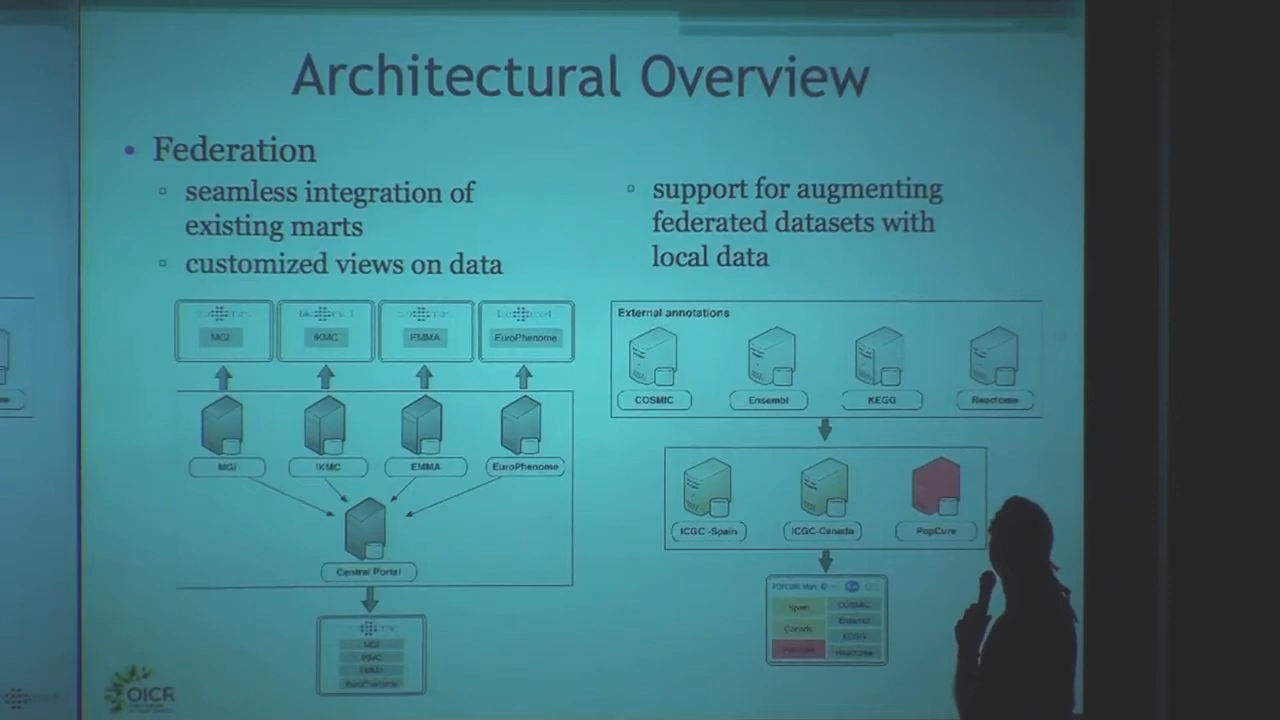 Architectural Overview
• Federation
▫ seamless integration of
existing marts
▫ customized views on data
▫ support for augmenting
federated datasets with
local data
MGI
IKMC
EMMA
EuroPhenome
MGI
IKMC
EMMA
EuroPhenome
Central Portal
MGI
IKMC
EMMA
EuroPhenome
External annotations
COSMIC
Ensembl
KEGG
Reactome
ICGC -Spain
ICGC-Canada
PopCure
Spain
Canada
COSMIC
Ensembl
KEGG
Reactome
OICR